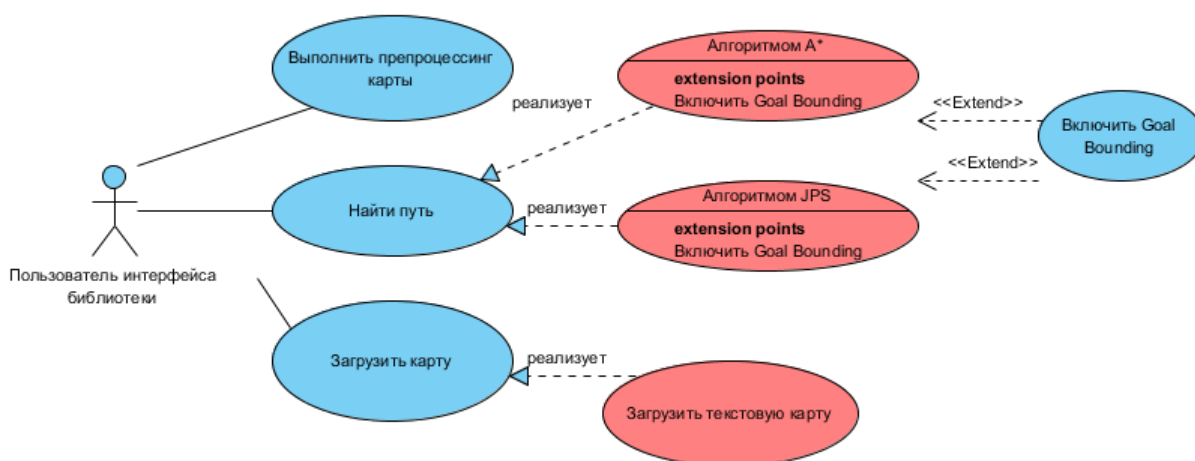 Выполнить препроцессинг
карты
реализует
Алгоритмом A*
extension points
Включить Goal Bounding
<<Extend>>
Включить Goal
Bounding
<<Extend>>
Найти путь
реализует
Алгоритмом JPS
extension points
Включить Goal Bounding
Пользователь интерфейса
библиотеки
Загрузить карту
реализует
Загрузить текстовую карту